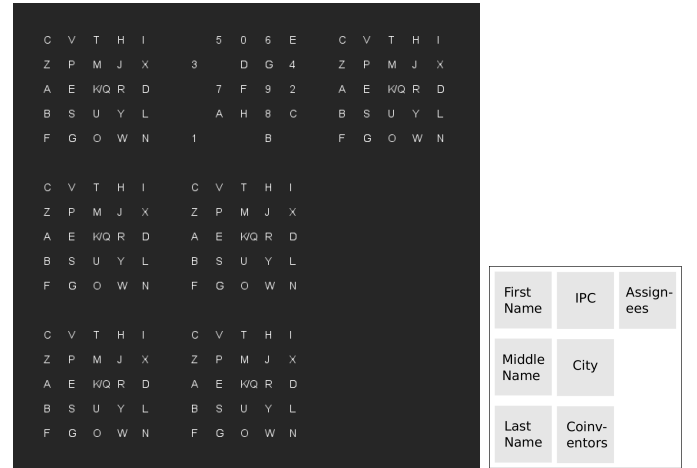 C V T H I 5 0 6 E C V T H I
Z P M J X 3 D G 4 Z P M J X
A E K/Q R D 7 F 9 2 A E K/Q R D
B S U Y L A H 8 C B S U Y L
F G O W N 1 B F G O W N
C V T H I C V T H I
Z P M J X Z P M J X
A E K/Q R D A E K/Q R D
B S U Y L B S U Y L
F G O W N F G O W N
C V T H I C V T H I
Z P M J X Z P M J X
A E K/Q R D A E K/Q R D
B S U Y L B S U Y L
F G O W N F G O W N
First
Name
IPC
Assign-
ees
Middle
Name
City
Last
Name
Coinv-
entors